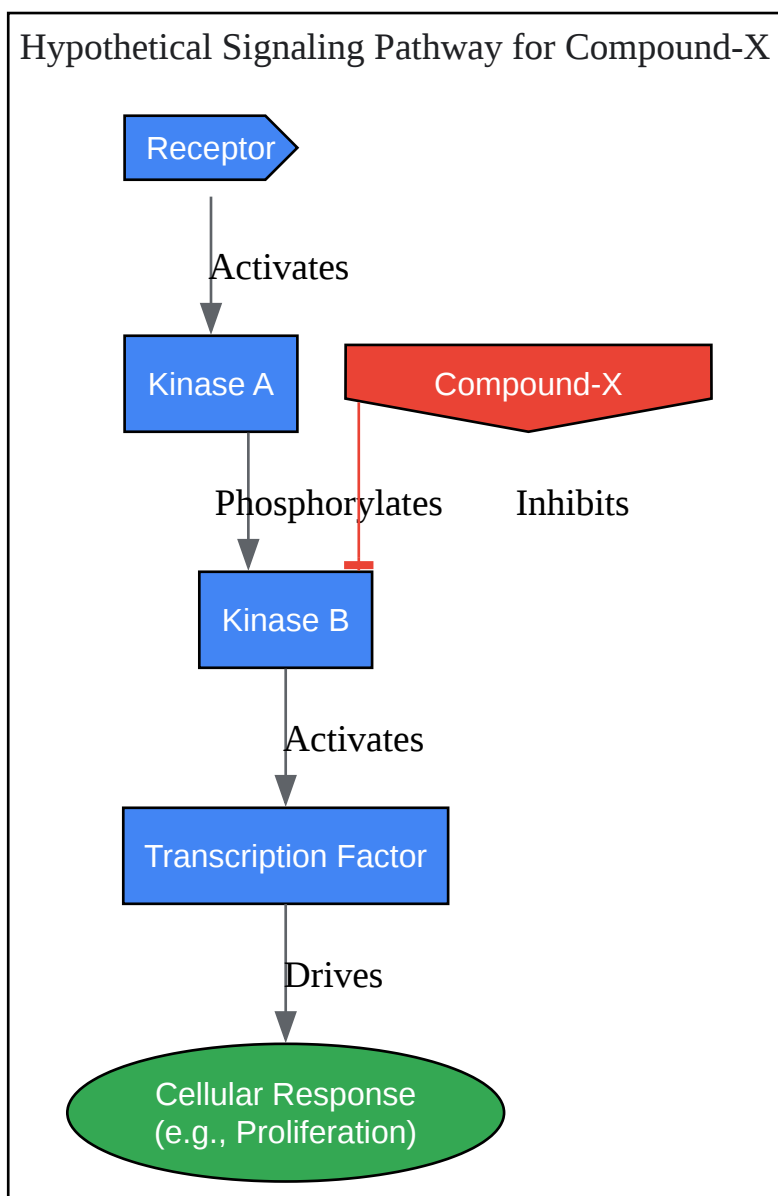 Hypothetical Signaling Pathway for Compound-X
Receptor
Activates
Kinase A
Compound-X
Phosphorylates
Inhibits
Kinase B
Activates
Transcription Factor
Drives
Cellular Response
(e.g., Proliferation)